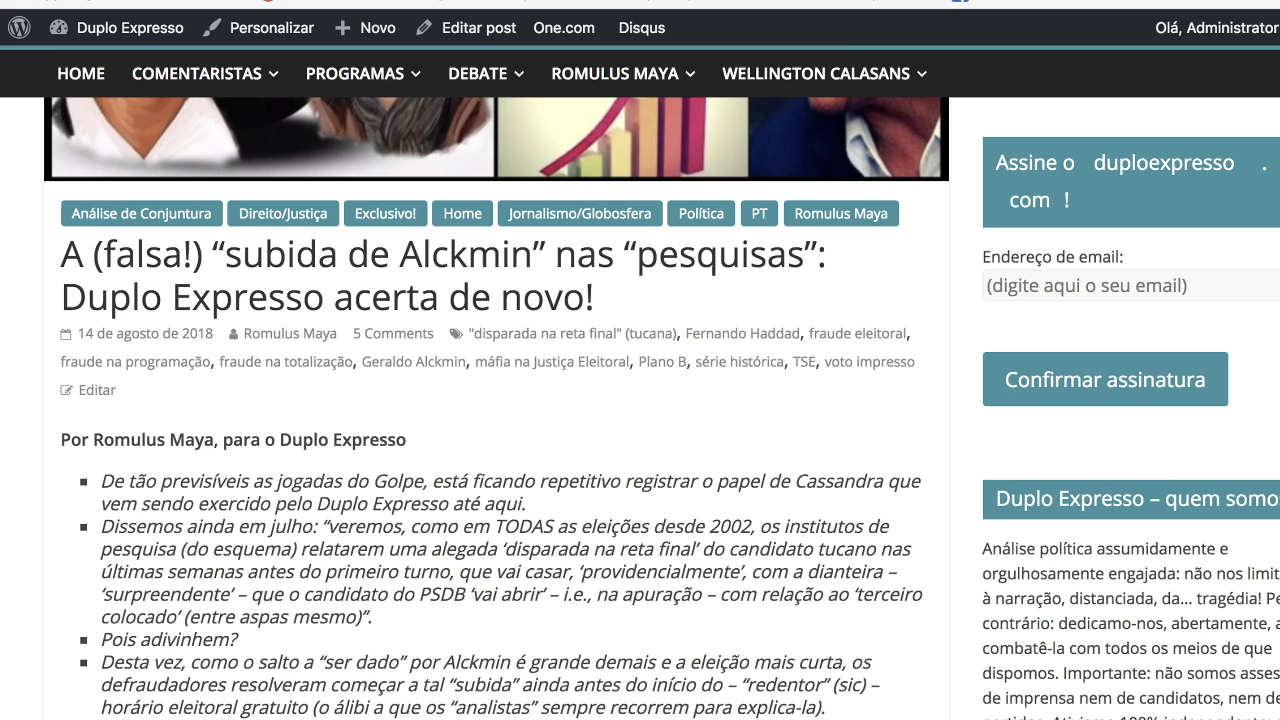 Duplo Expresso Personalizar Novo Editar post One.com Disqus Olá, Administrator
HOME COMENTARISTAS PROGRAMAS DEBATE ROMULUS MAYA WELLINGTON CALASANS
Análise de Conjuntura Direito/Justiça Exclusivo! Home Jornalismo/Globosfera Política PT Romulus Maya
A (falsa!) “subida de Alckmin” nas “pesquisas”:
Duplo Expresso acerta de novo!
14 de agosto de 2018 Romulus Maya 5 Comments "disparada na reta final" (tucana), Fernando Haddad, fraude eleitoral,
fraude na programação, fraude na totalização, Geraldo Alckmin, máfia na Justiça Eleitoral, Plano B, série histórica, TSE, voto impresso
Editar
Por Romulus Maya, para o Duplo Expresso
▪ De tão previsíveis as jogadas do Golpe, está ficando repetitivo registrar o papel de Cassandra que
vem sendo exercido pelo Duplo Expresso até aqui.
▪ Dissemos ainda em julho: “veremos, como em TODAS as eleições desde 2002, os institutos de
pesquisa (do esquema) relatarem uma alegada ‘disparada na reta final’ do candidato tucano nas
últimas semanas antes do primeiro turno, que vai casar, ‘providencialmente’, com a dianteira –
‘surpreendente’ – que o candidato do PSDB ‘vai abrir’ – i.e., na apuração – com relação ao ‘terceiro
colocado’ (entre aspas mesmo)”.
▪ Pois adivinhem?
▪ Desta vez, como o salto a “ser dado” por Alckmin é grande demais e a eleição mais curta, os
defraudadores resolveram começar a tal “subida” ainda antes do início do – “redentor” (sic) –
horário eleitoral gratuito (o álibi a que os “analistas” sempre recorrem para explica-la).
Assine o duploexpresso .
com !
Endereço de email:
(digite aqui o seu email)
Confirmar assinatura
Duplo Expresso – quem somo
Análise política assumidamente e
orgulhosamente engajada: não nos limit
à narração, distanciada, da... tragédia! Pe
contrário: dedicamo-nos, abertamente, a
combatê-la com todos os meios de que
dispomos. Importante: não somos asses
de imprensa nem de candidatos, nem de